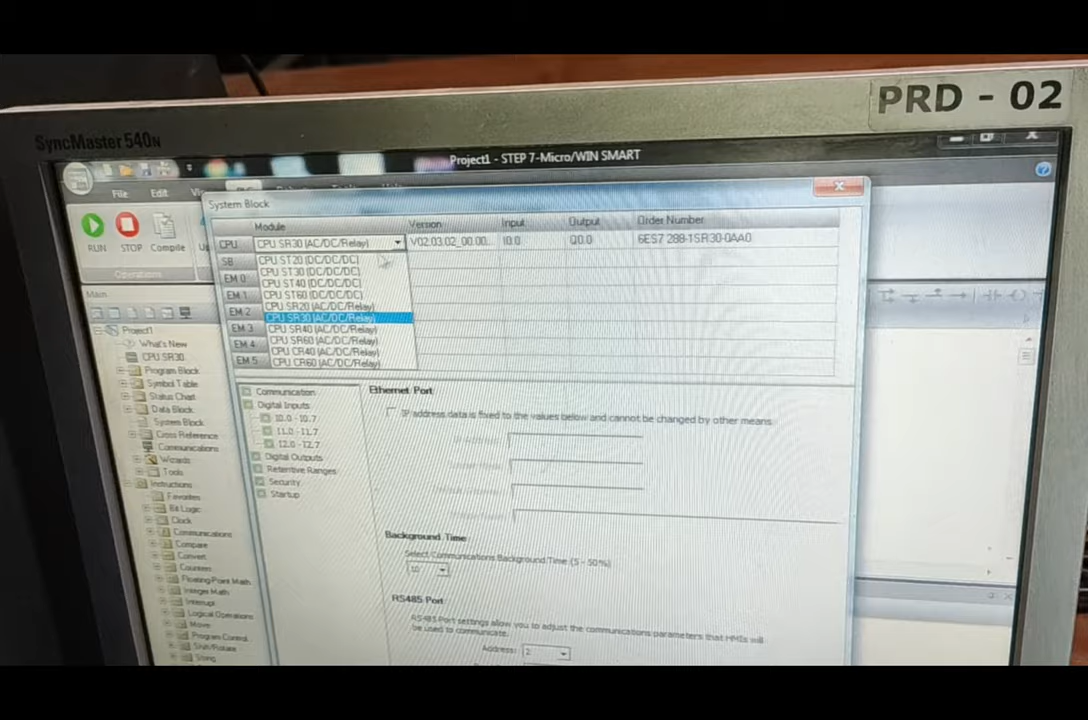 PRD - 02
SyncMaster 540N
Project1 - STEP 7-Micro/WIN SMART
File Edit
System Block
RUN STOP Compile
Operations
Module Version Input Output Order Number
CPU CPU SR30 (AC/DC/Relay) V02.03.02_00.00... I0.0 Q0.0 6ES7 288-1SR30-0AA0
SB CPU ST20 (DC/DC/DC)
CPU ST30 (DC/DC/DC)
EM 0 CPU ST40 (DC/DC/DC)
EM 1 CPU ST60 (DC/DC/DC)
EM 2 CPU SR20 (AC/DC/Relay)
CPU SR30 (AC/DC/Relay)
EM 3 CPU SR40 (AC/DC/Relay)
EM 4 CPU SR60 (AC/DC/Relay)
CPU CR40 (AC/DC/Relay)
EM 5 CPU CR60 (AC/DC/Relay)
Main
Project1
What's New
CPU SR30
Program Block
Symbol Table
Status Chart
Data Block
System Block
Cross Reference
Communications
Wizards
Tools
Instructions
Favorites
Bit Logic
Clock
Communications
Compare
Convert
Counters
Floating-Point Math
Integer Math
Interrupt
Logical Operations
Move
Program Control
Shift/Rotate
String
Communication
Digital Inputs
I0.0 - I0.7
I1.0 - I1.7
I2.0 - I2.7
Digital Outputs
Retentive Ranges
Security
Startup
Ethernet Port
IP address data is fixed to the values below and cannot be changed by other means
Background Time
Select Communications Background Time (5 - 50%)
10
RS485 Port
RS485 Port settings allow you to adjust the communications parameters that HMIs will
be used to communicate.
Address: 2